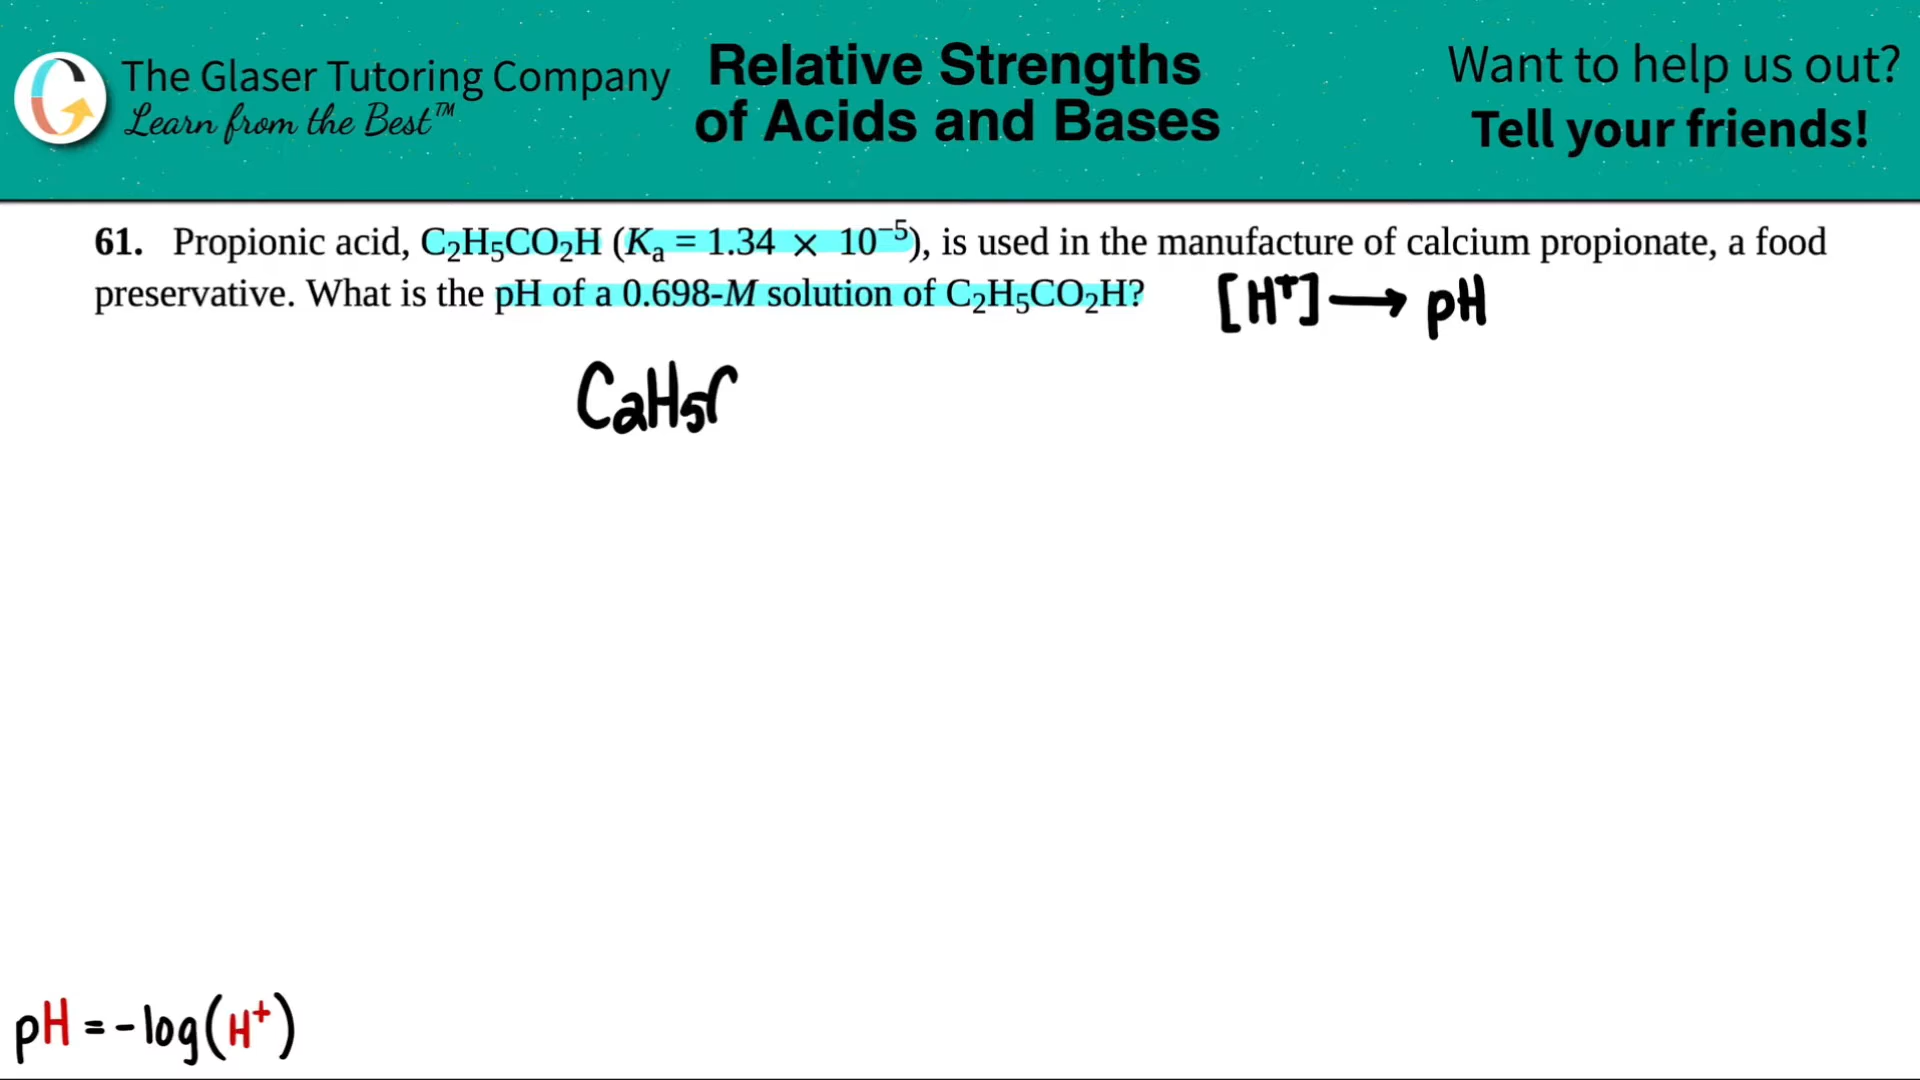 The Glaser Tutoring Company
Learn from the Best™
Relative Strengths
of Acids and Bases
Want to help us out?
Tell your friends!
61. Propionic acid, C₂H₅CO₂H (Kₐ = 1.34 × 10⁻⁵), is used in the manufacture of calcium propionate, a food
preservative. What is the pH of a 0.698-M solution of C₂H₅CO₂H?
[H⁺] → pH
C₂H₅C
pH = -log(H⁺)